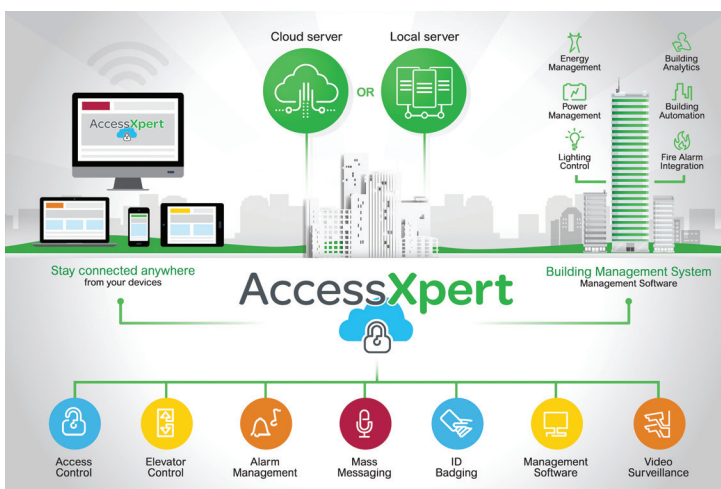 Cloud server
Local server
OR
AccessXpert
Energy
Management
Building
Analytics
Power
Management
Building
Automation
Lighting
Control
Fire Alarm
Integration
Stay connected anywhere
from your devices
Building Management System
Management Software
AccessXpert
Access
Control
Elevator
Control
Alarm
Management
Mass
Messaging
ID
Badging
Management
Software
Video
Surveillance